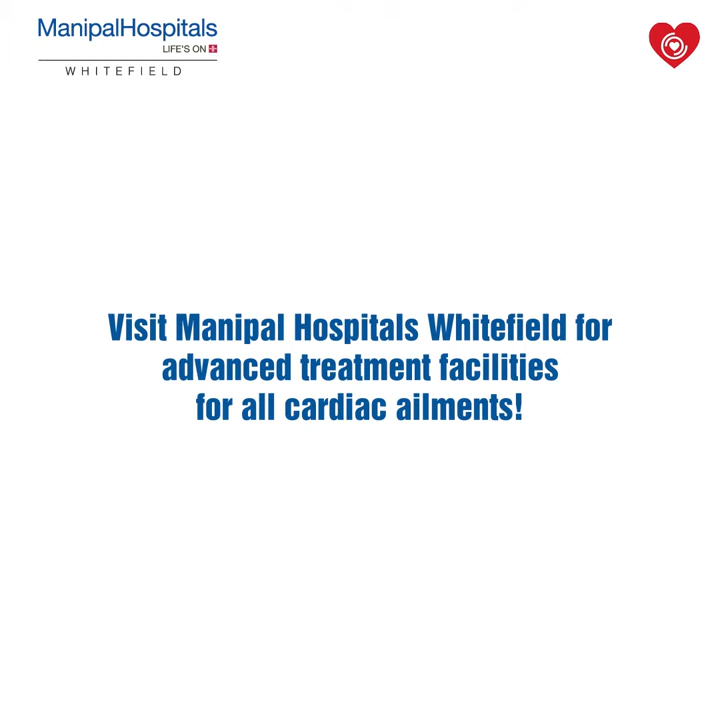 ManipalHospitals
LIFE'S ON
WHITEFIELD
Visit Manipal Hospitals Whitefield for
advanced treatment facilities
for all cardiac ailments!